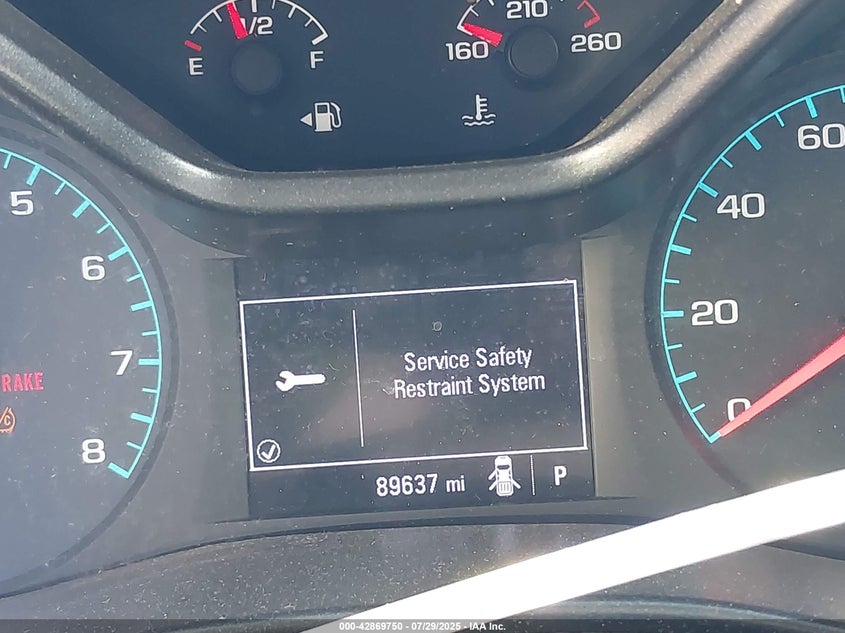 1/2
E
F
160
210
260
5
6
7
8
RAKE
60
40
20
0
Service Safety
Restraint System
89637 mi
P
000-42869750 - 07/29/2025 - IAA Inc.